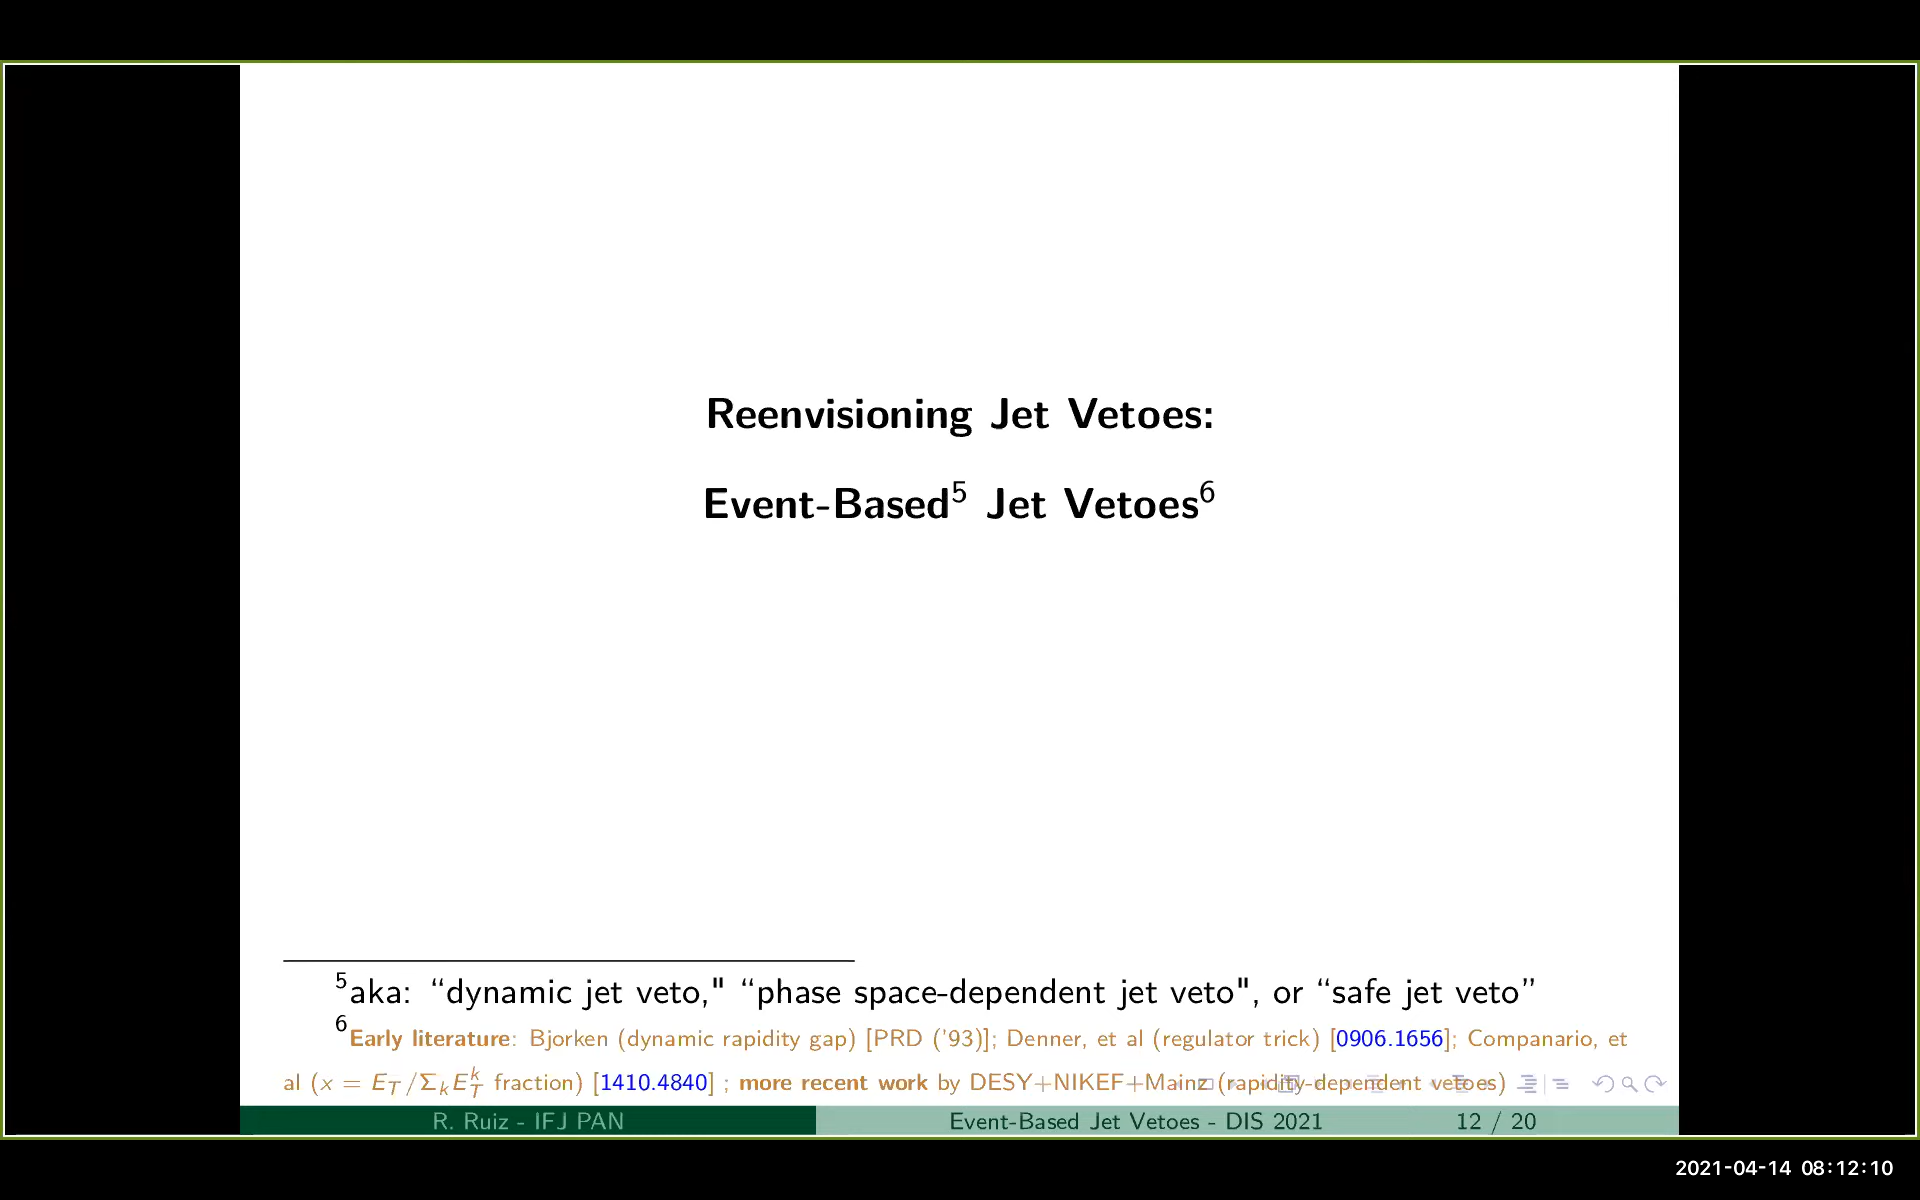 Reenvisioning Jet Vetoes:
Event-Based⁵ Jet Vetoes⁶
⁵aka: “dynamic jet veto," “phase space-dependent jet veto", or “safe jet veto”
⁶Early literature: Bjorken (dynamic rapidity gap) [PRD ('93)]; Denner, et al (regulator trick) [0906.1656]; Companario, et
al (x = E_T/Σ_k E_T^k fraction) [1410.4840] ; more recent work by DESY+NIKEF+Mainz (rapidity-dependent vetoes)
R. Ruiz - IFJ PAN Event-Based Jet Vetoes - DIS 2021 12 / 20
2021-04-14 08:12:10